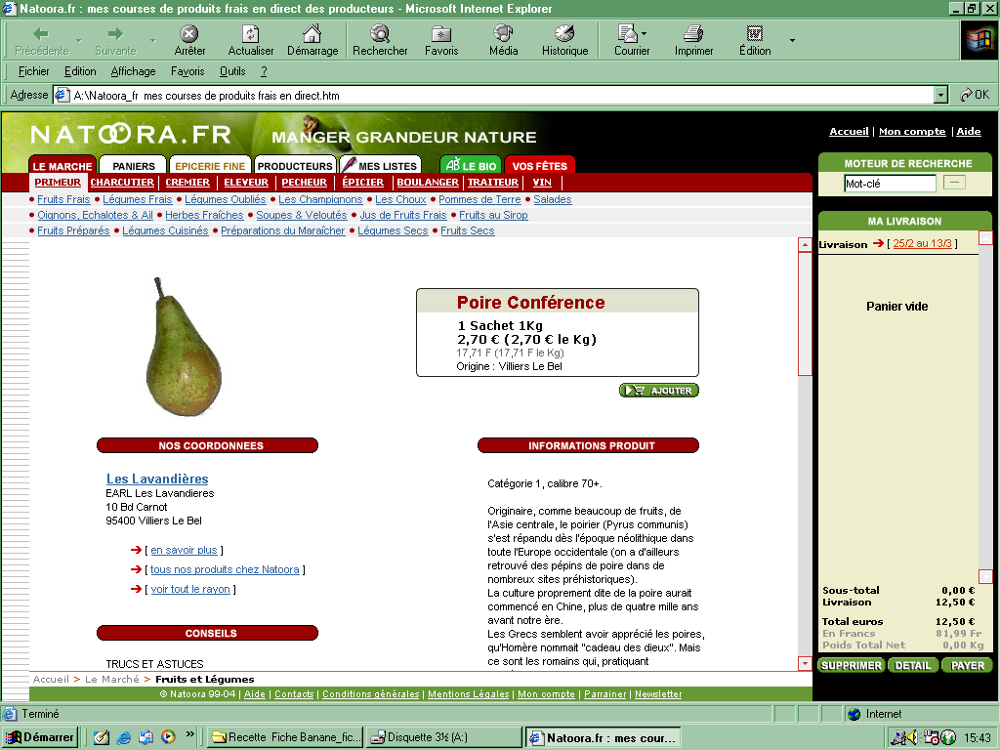 Natoora.fr : mes courses de produits frais en direct des producteurs - Microsoft Internet Explorer
Précédente Suivante Arrêter Actualiser Démarrage Rechercher Favoris Média Historique Courrier Imprimer Édition
Fichier Edition Affichage Favoris Outils ?
Adresse A:\Natoora_fr mes courses de produits frais en direct.htm OK
NATOORA.FR MANGER GRANDEUR NATURE
Accueil | Mon compte | Aide
LE MARCHE PANIERS EPICERIE FINE PRODUCTEURS MES LISTES AB LE BIO VOS FÊTES
PRIMEUR CHARCUTIER CREMIER ELEVEUR PECHEUR ÉPICIER BOULANGER TRAITEUR VIN
• Fruits Frais • Légumes Frais • Légumes Oubliés • Les Champignons • Les Choux • Pommes de Terre • Salades
• Oignons, Echalotes & Ail • Herbes Fraîches • Soupes & Veloutés • Jus de Fruits Frais • Fruits au Sirop
• Fruits Préparés • Légumes Cuisinés • Préparations du Maraîcher • Légumes Secs • Fruits Secs
MOTEUR DE RECHERCHE
Mot-clé
MA LIVRAISON
Livraison [ 25/2 au 13/3 ]
Panier vide
Poire Conférence
1 Sachet 1Kg
2,70 € (2,70 € le Kg)
17,71 F (17,71 F le Kg)
Origine : Villiers Le Bel
AJOUTER
NOS COORDONNEES
Les Lavandières
EARL Les Lavandieres
10 Bd Carnot
95400 Villiers Le Bel
[ en savoir plus ]
[ tous nos produits chez Natoora ]
[ voir tout le rayon ]
CONSEILS
TRUCS ET ASTUCES
INFORMATIONS PRODUIT
Catégorie 1, calibre 70+.
Originaire, comme beaucoup de fruits, de
l'Asie centrale, le poirier (Pyrus communis)
s'est répandu dès l'époque néolithique dans
toute l'Europe occidentale (on a d'ailleurs
retrouvé des pépins de poire dans de
nombreux sites préhistoriques).
La culture proprement dite de la poire aurait
commencé en Chine, plus de quatre mille ans
avant notre ère.
Les Grecs semblent avoir apprécié les poires,
qu'Homère nommait "cadeau des dieux". Mais
ce sont les romains qui, pratiquant
Sous-total 0,00 €
Livraison 12,50 €
Total euros 12,50 €
En Francs 81,99 Fr
Poids Total Net 0,00 Kg
SUPPRIMER DETAIL PAYER
Accueil > Le Marché > Fruits et Légumes
© Natoora 99-04 | Aide | Contacts | Conditions générales | Mentions Légales | Mon compte | Parrainer | Newsletter
Terminé Internet
Démarrer » Recette Fiche Banane_fic... Disquette 3½ (A:) Natoora.fr : mes cour... 15:43